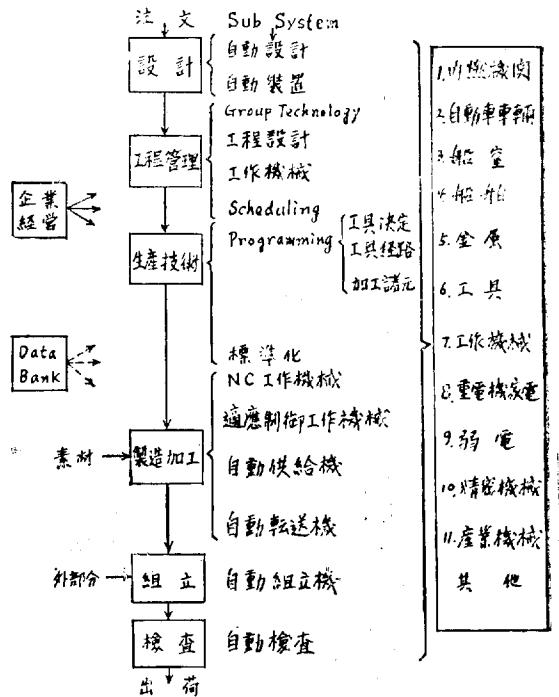 注文
Sub System
設計
自動設計
自動装置
Group Technology
工程管理
工程設計
工作機械
企業
経営
Scheduling
生産技術
Programming
工具決定
工具経路
加工諸元
Data
Bank
標準化
NC工作機械
適應制御工作機械
素材
製造加工
自動供給機
自動転送機
外部分
組立
自動組立機
検査
自動検査
出荷
1.内燃機関
2.自動車車輌
4.船舶
5.金属
6.工具
7.工作機械
8.重電機家電
9.弱電
10.精密機械
11.産業機械
其他